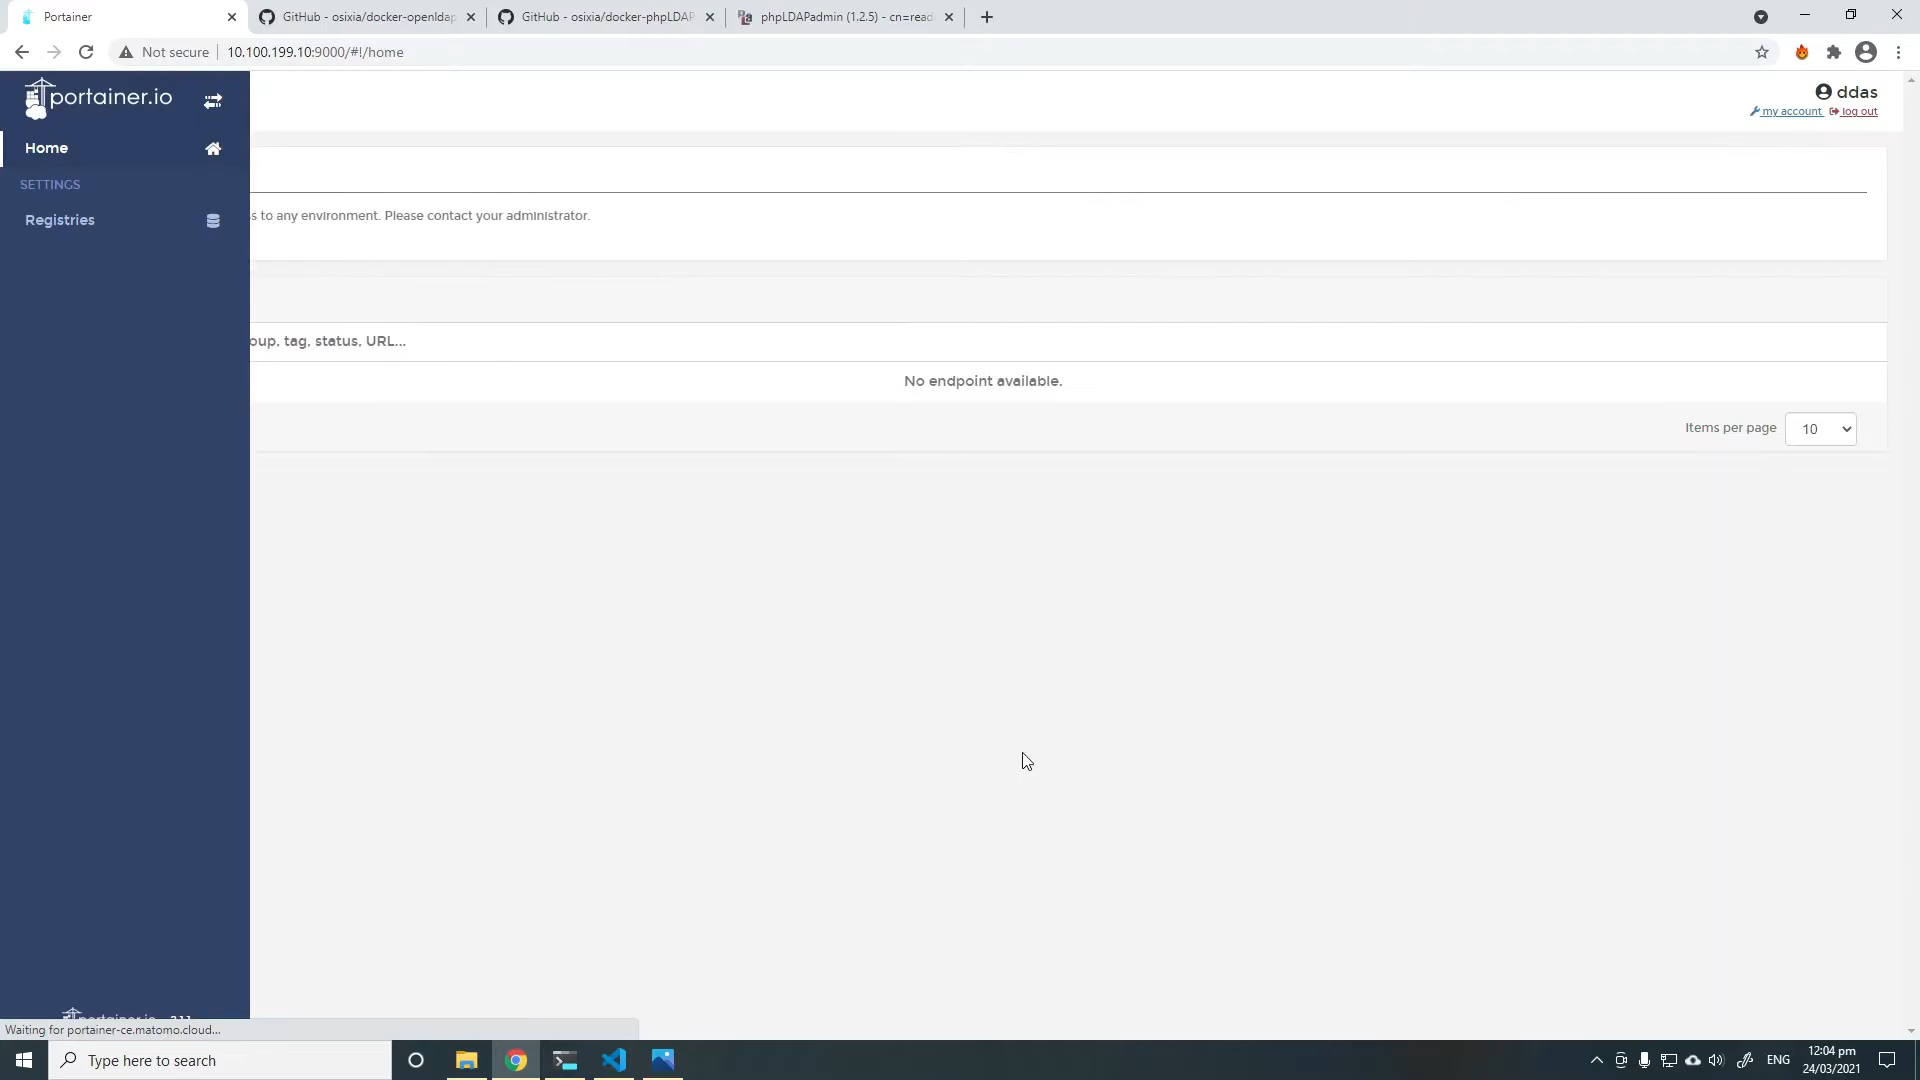 Portainer
GitHub - osixia/docker-openldap
GitHub - osixia/docker-phpLDAP
phpLDAPadmin (1.2.5) - cn=read
Not secure
10.100.199.10:9000/#!/home
portainer.io
ddas
my account
log out
Home
SETTINGS
Registries
s to any environment. Please contact your administrator.
oup, tag, status, URL...
No endpoint available.
Items per page
10
portainer.io
Waiting for portainer-ce.matomo.cloud...
Type here to search
ENG
12:04 pm
24/03/2021